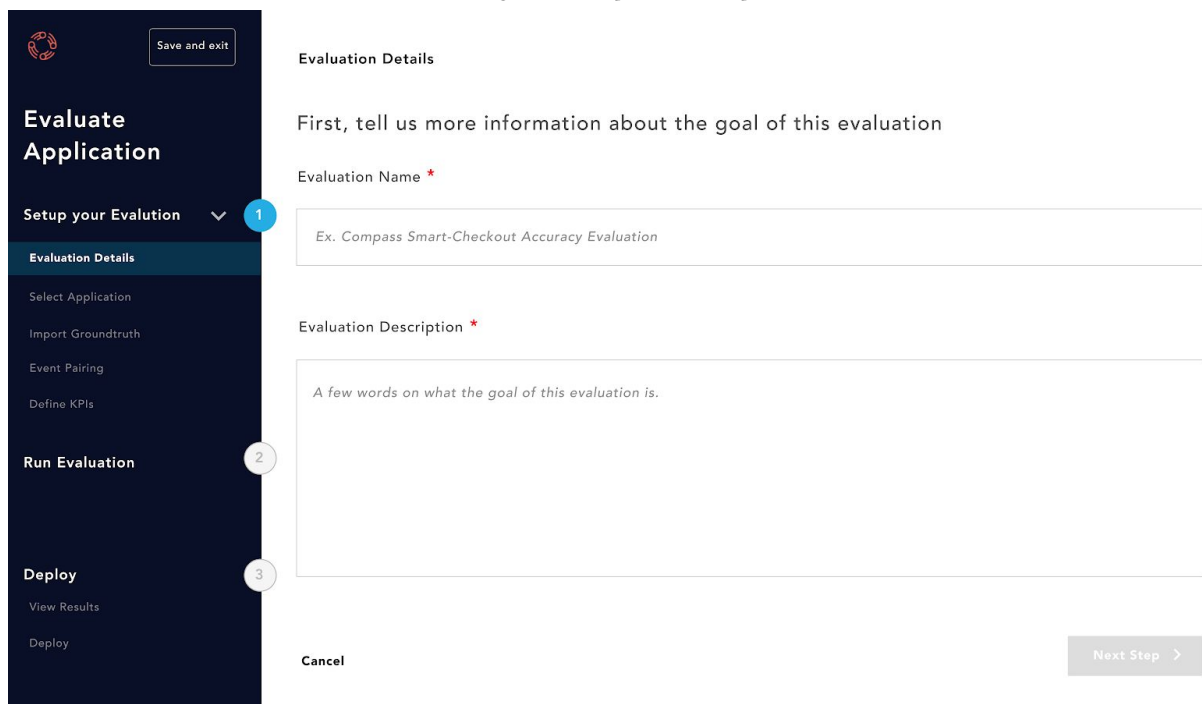 Save and exit
Evaluate
Application
Setup your Evalution
1
Evaluation Details
Select Application
Import Groundtruth
Event Pairing
Define KPIs
Run Evaluation
2
Deploy
3
View Results
Deploy
Evaluation Details
First, tell us more information about the goal of this evaluation
Evaluation Name *
Ex. Compass Smart-Checkout Accuracy Evaluation
Evaluation Description *
A few words on what the goal of this evaluation is.
Cancel
Next Step